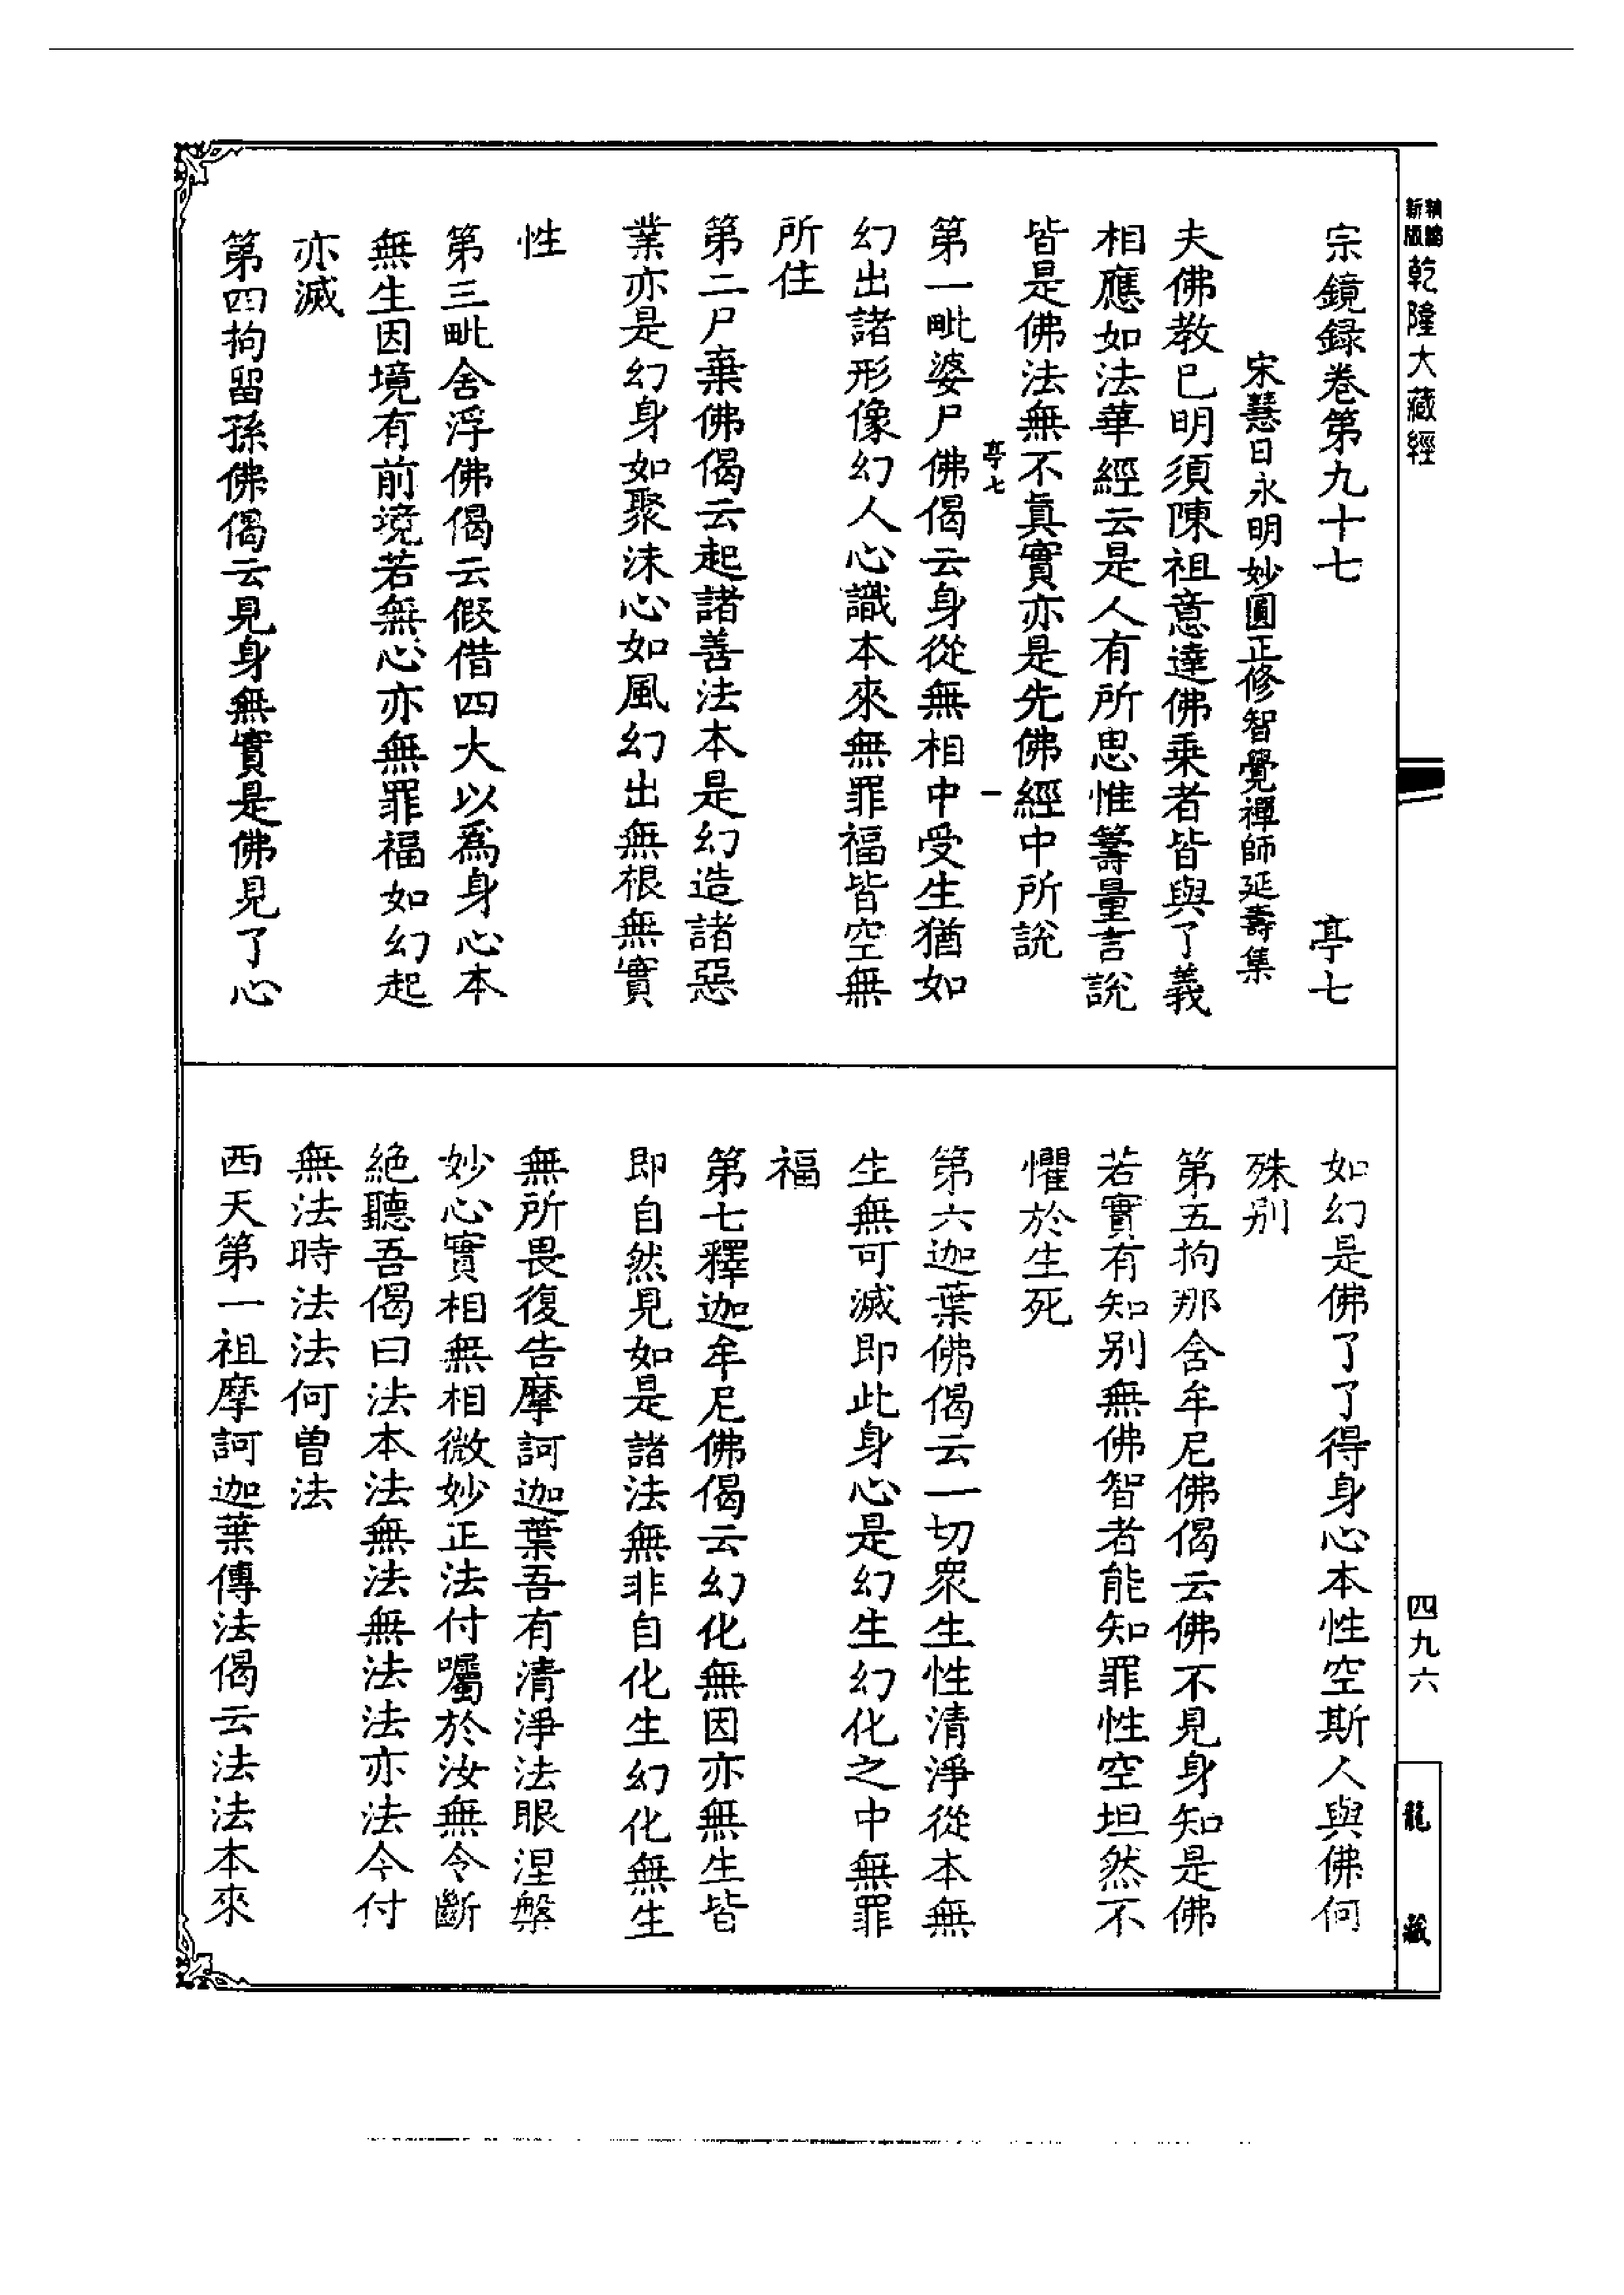 新編縮版乾隆大藏經
宗鏡録卷第九十七　亭七
宋慧日永明妙圓正修智覺禪師延壽集
夫佛教已明須陳祖意達佛乗者皆與了義
相應如法華經云是人有所思惟籌量言說
皆是佛法無不真實亦是先佛經中所說
亭七　一
第一毗婆尸佛偈云身從無相中受生猶如
幻出諸形像幻人心識本來無罪福皆空無
所住
第二尸棄佛偈云起諸善法本是幻造諸惡
業亦是幻身如聚沫心如風幻出無根無實
性
第三毗舍浮佛偈云假借四大以爲身心本
無生因境有前境若無心亦無罪福如幻起
亦滅
第四拘留孫佛偈云見身無實是佛見了心
如幻是佛了了得身心本性空斯人與佛何
殊别
第五拘那含牟尼佛偈云佛不見身知是佛
若實有知别無佛智者能知罪性空坦然不
懼於生死
第六迦葉佛偈云一切衆生性清淨從本無
生無可滅即此身心是幻生幻化之中無罪
福
第七釋迦牟尼佛偈云幻化無因亦無生皆
即自然見如是諸法無非自化生幻化無生
無所畏復告摩訶迦葉吾有清淨法眼涅槃
妙心實相無相微妙正法付囑於汝無令斷
絶聽吾偈曰法本法無法無法法亦法今付
無法時法法何曾法
西天第一祖摩訶迦葉傳法偈云法法本來
四九六
龍藏